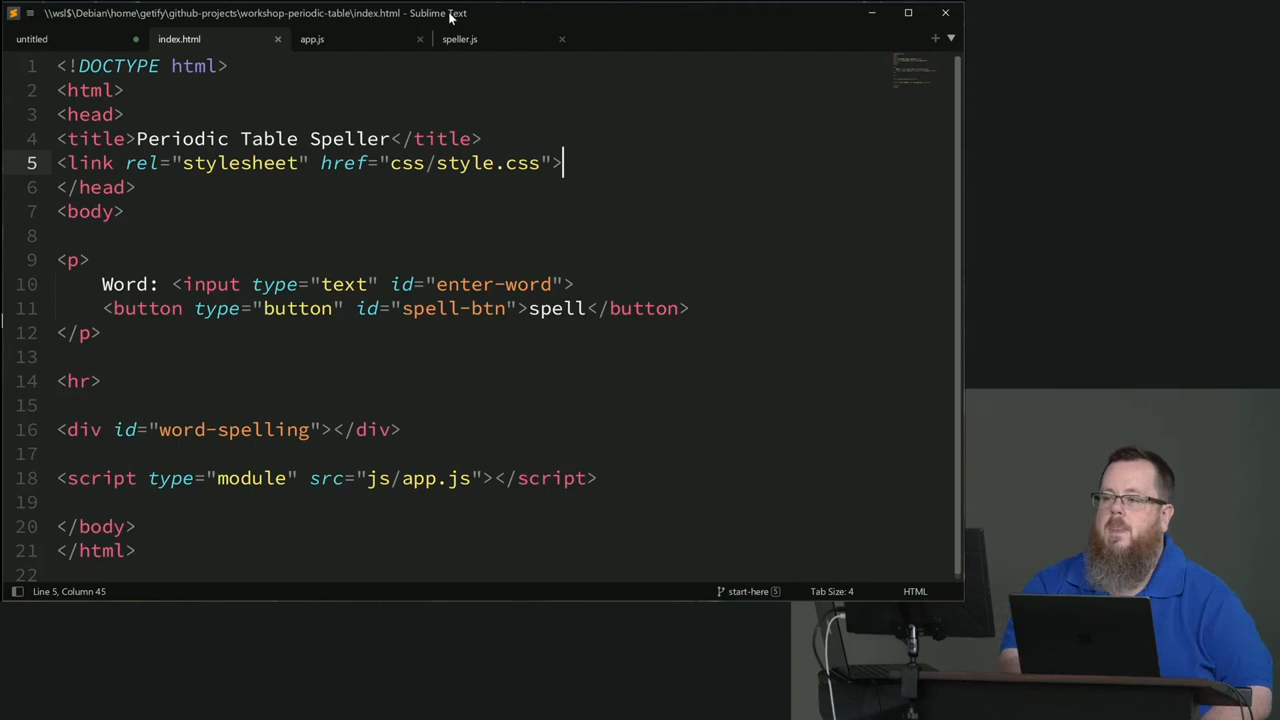 \\wsl$\Debian\home\getify\github-projects\workshop-periodic-table\index.html - Sublime Text
untitled
index.html
app.js
speller.js
1 <!DOCTYPE html>
2 <html>
3 <head>
4 <title>Periodic Table Speller</title>
5 <link rel="stylesheet" href="css/style.css">
6 </head>
7 <body>
8
9 <p>
10 Word: <input type="text" id="enter-word">
11 <button type="button" id="spell-btn">spell</button>
12 </p>
13
14 <hr>
15
16 <div id="word-spelling"></div>
17
18 <script type="module" src="js/app.js"></script>
19
20 </body>
21 </html>
22
Line 5, Column 45
start-here 5
Tab Size: 4
HTML